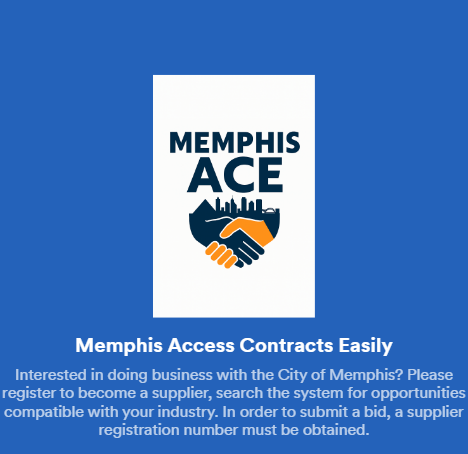 MEMPHIS
ACE
Memphis Access Contracts Easily
Interested in doing business with the City of Memphis? Please
register to become a supplier, search the system for opportunities
compatible with your industry. In order to submit a bid, a supplier
registration number must be obtained.